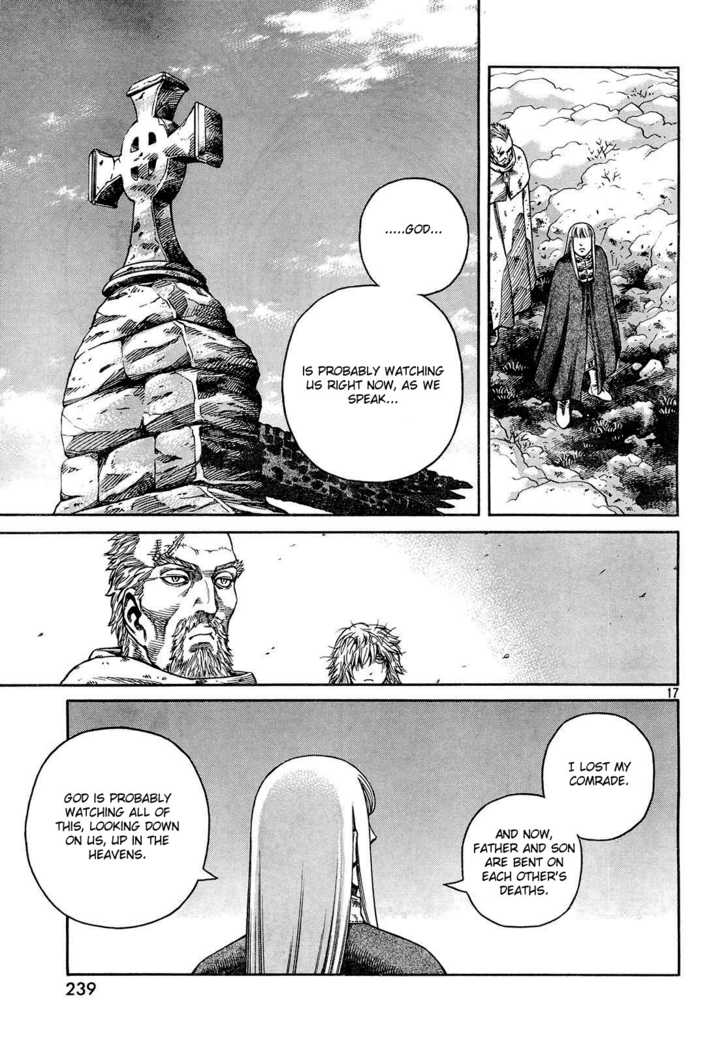 .....GOD...
IS PROBABLY WATCHING
US RIGHT NOW, AS WE
SPEAK...
17
I LOST MY
COMRADE.
AND NOW,
FATHER AND SON
ARE BENT ON
EACH OTHER'S
DEATHS.
GOD IS PROBABLY
WATCHING ALL OF
THIS, LOOKING DOWN
ON US, UP IN THE
HEAVENS.
239